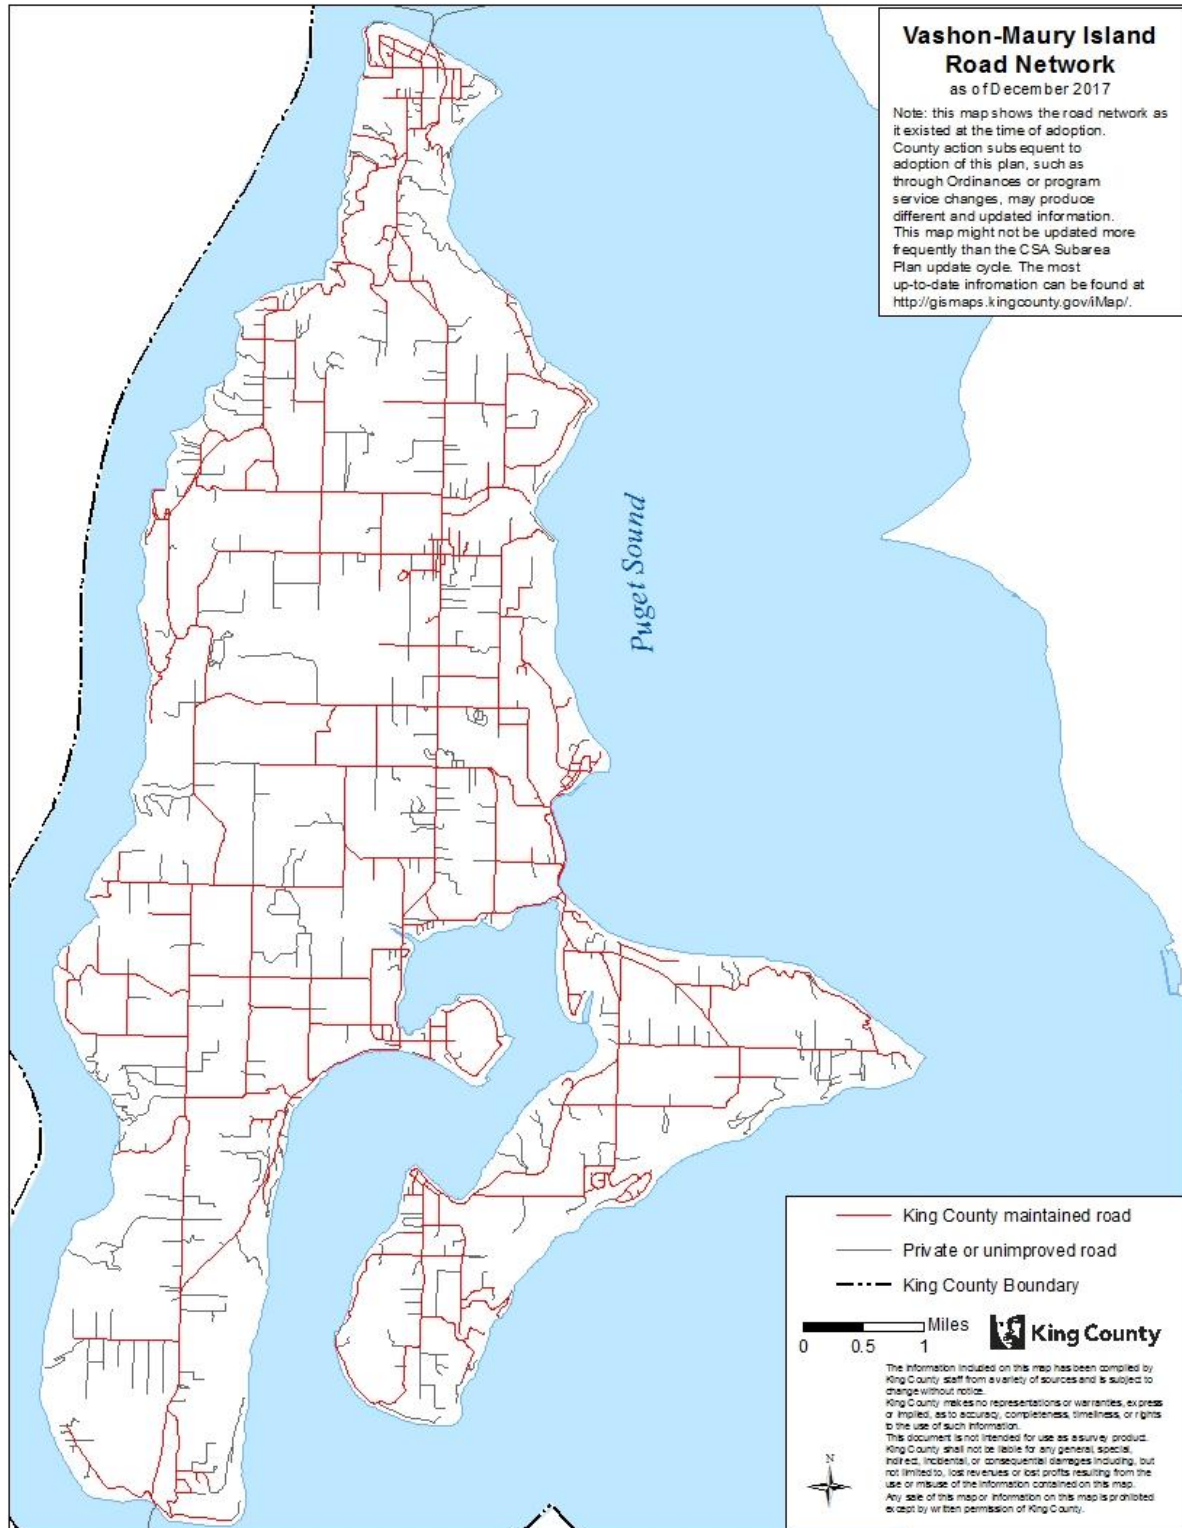 Vashon-Maury Island
Road Network
as of December 2017
Note: this map shows the road network as
it existed at the time of adoption.
County action subsequent to
adoption of this plan, such as
through Ordinances or program
service changes, may produce
different and updated information.
This map might not be updated more
frequently than the CSA Subarea
Plan update cycle. The most
up-to-date infromation can be found at
http://gismaps.kingcounty.gov/iMap/.
Puget Sound
King County maintained road
Private or unimproved road
King County Boundary
Miles
0 0.5 1
King County
The information included on this map has been compiled by
King County staff from a variety of sources and is subject to
change without notice.
King County makes no representations or warranties, express
or implied, as to accuracy, completeness, timeliness, or rights
to the use of such information.
This document is not intended for use as a survey product.
King County shall not be liable for any general, special,
indirect, incidental, or consequential damages including, but
not limited to, lost revenues or lost profits resulting from the
use or misuse of the information contained on this map.
Any sale of this map or information on this map is prohibited
except by written permission of King County.
N